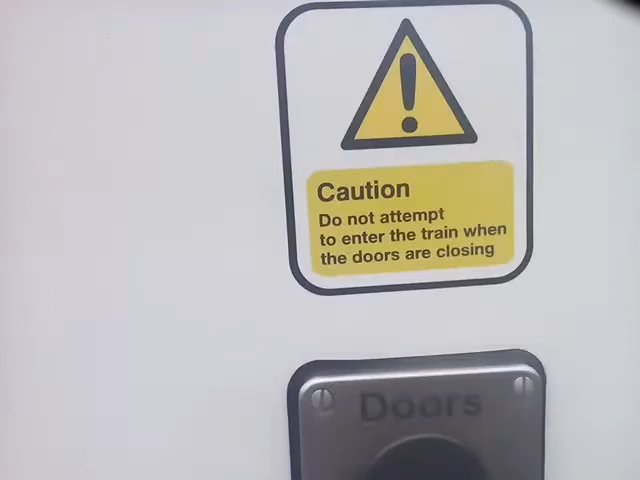 Caution
Do not attempt
to enter the train when
the doors are closing
Doors